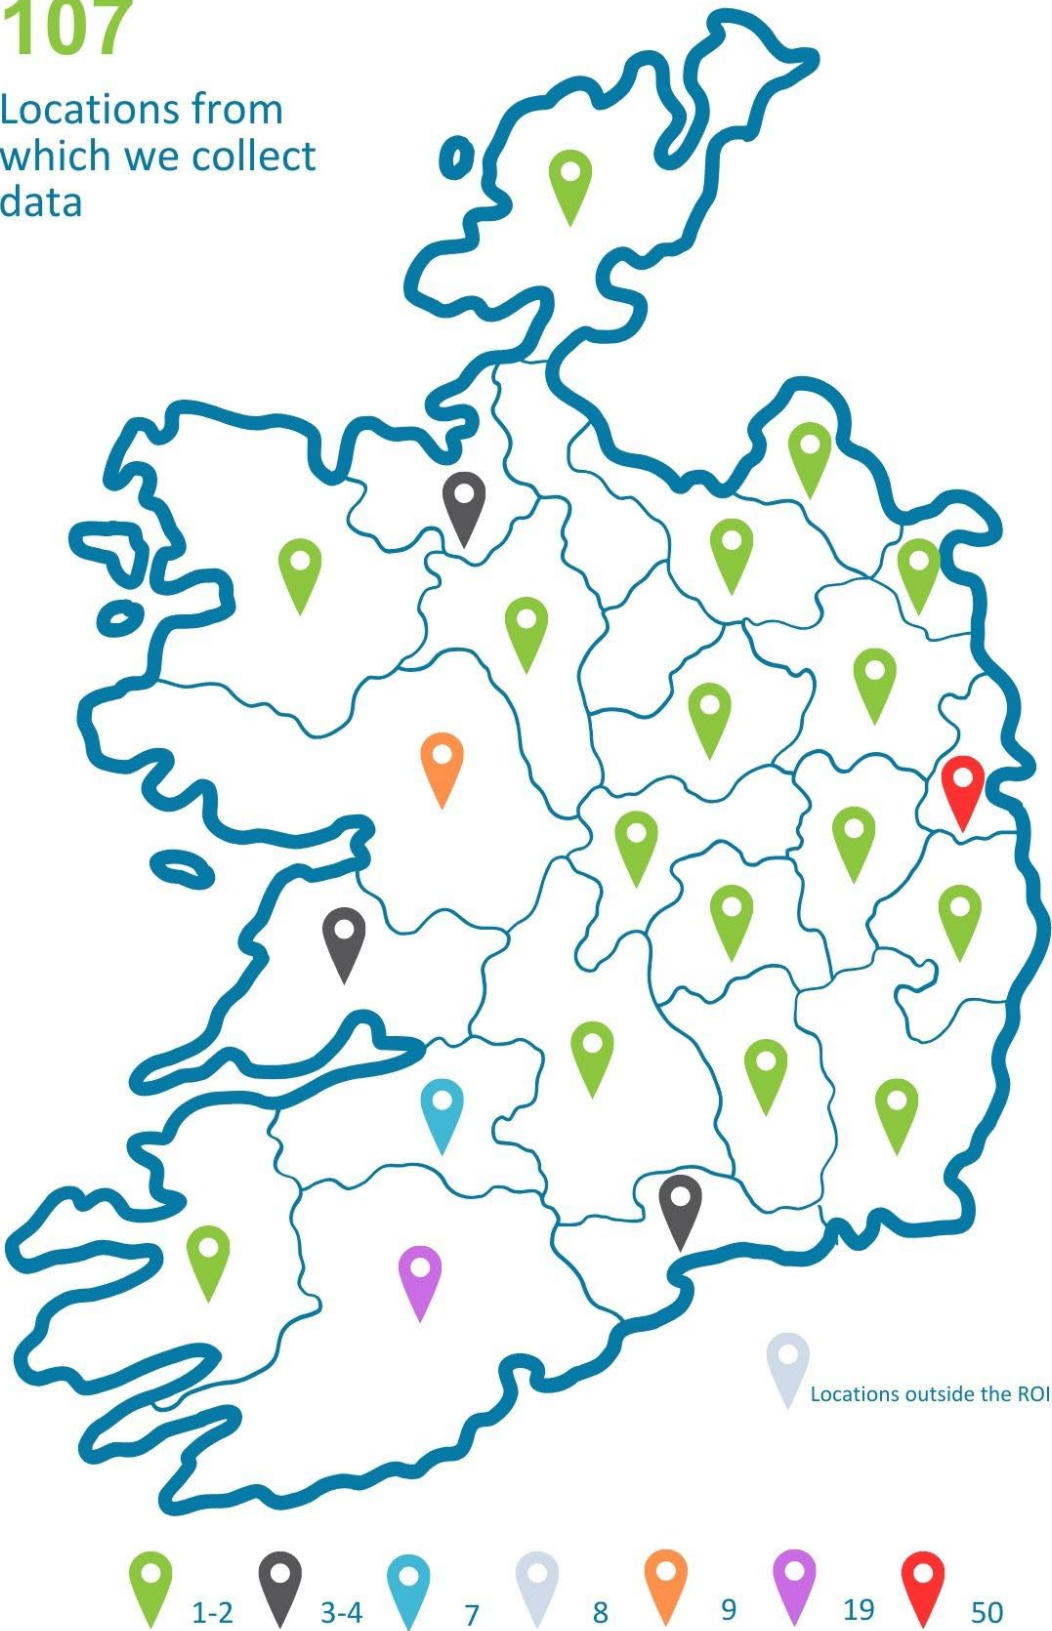 107
Locations from
which we collect
data
Locations outside the ROI
1-2
3-4
7
8
9
19
50